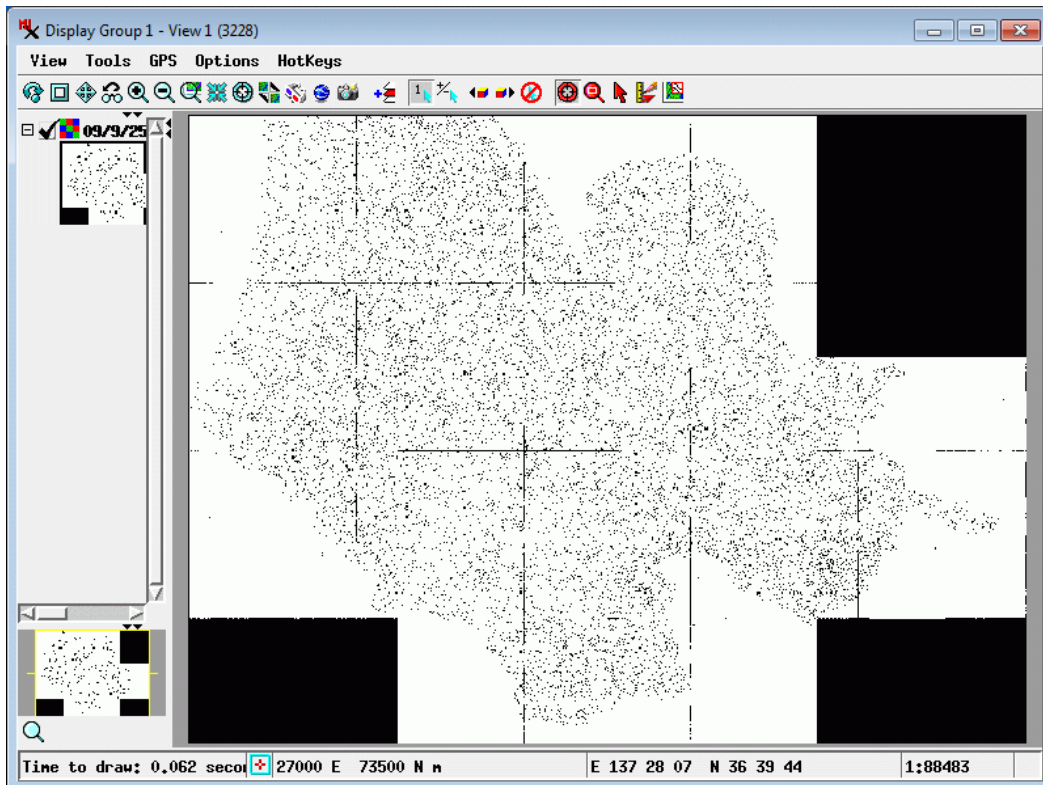 Display Group 1 - View 1 (3228)
View Tools GPS Options HotKeys
09/9/25
Time to draw: 0.062 secon 27000 E 73500 N m E 137 28 07 N 36 39 44 1:88483